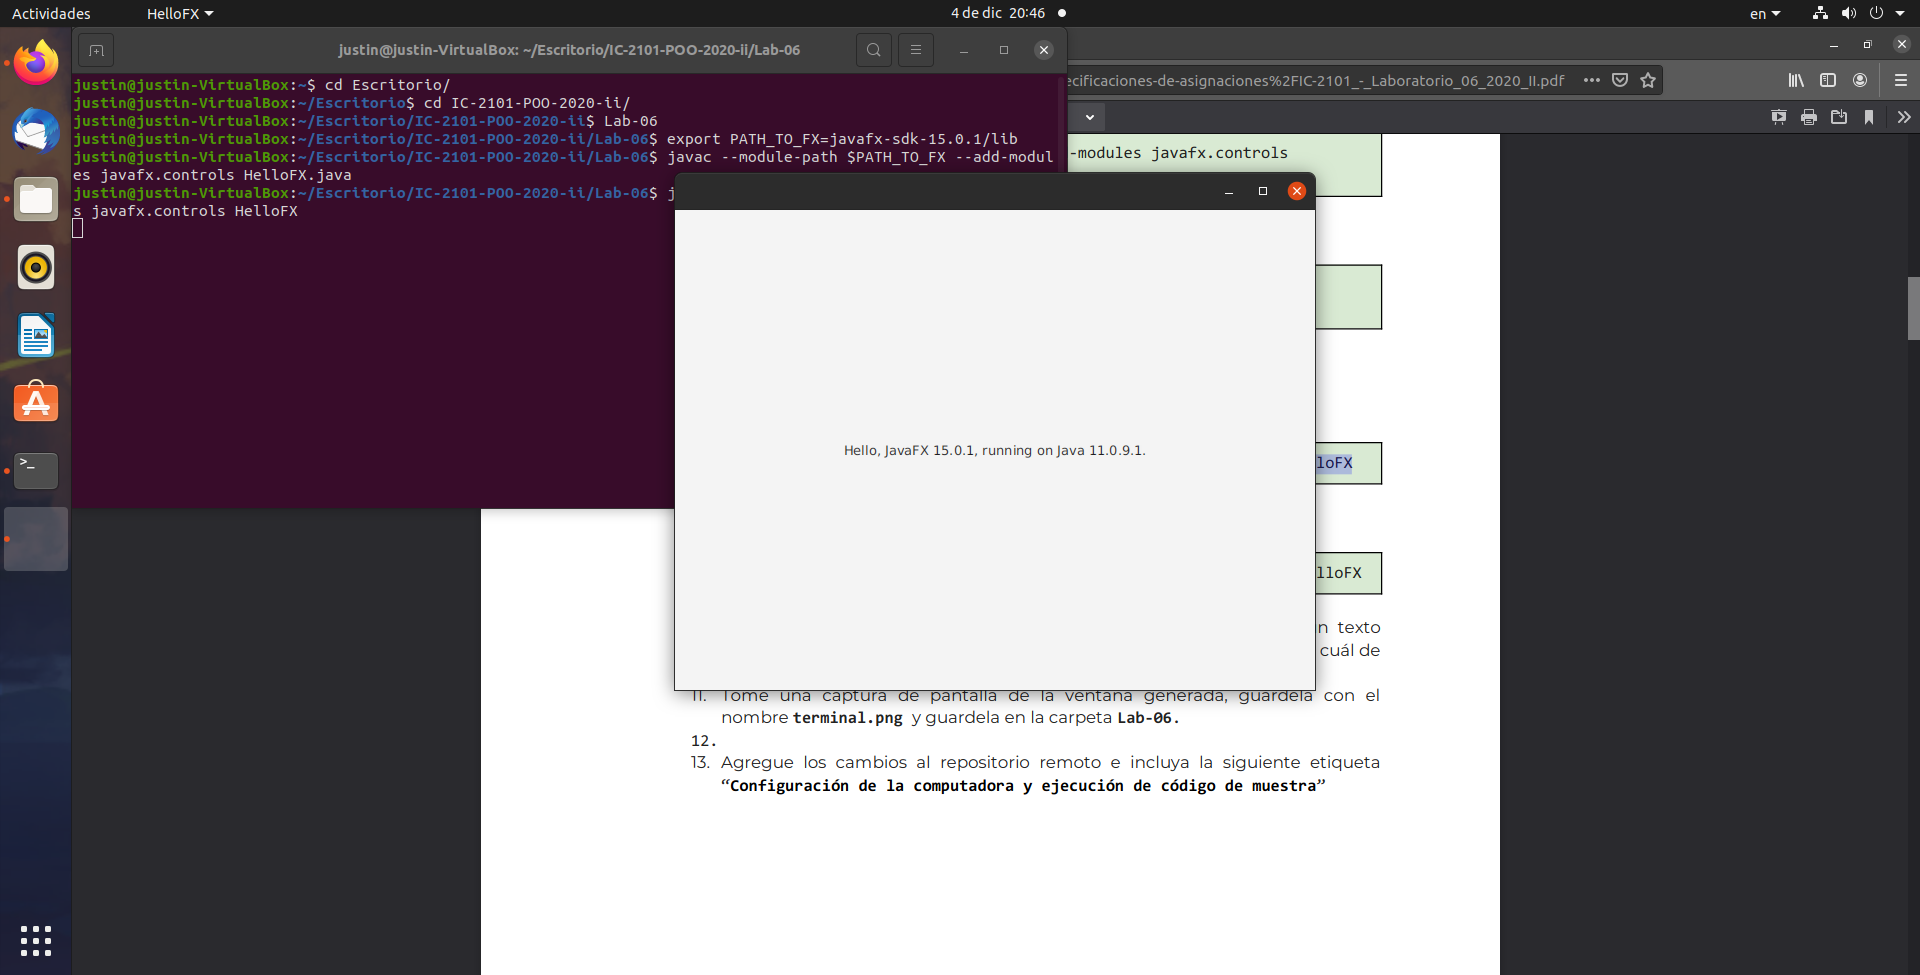 Actividades
HelloFX
4 de dic  20:46
en
justin@justin-VirtualBox: ~/Escritorio/IC-2101-POO-2020-ii/Lab-06
justin@justin-VirtualBox:~$ cd Escritorio/
justin@justin-VirtualBox:~/Escritorio$ cd IC-2101-POO-2020-ii/
justin@justin-VirtualBox:~/Escritorio/IC-2101-POO-2020-ii$ Lab-06
justin@justin-VirtualBox:~/Escritorio/IC-2101-POO-2020-ii/Lab-06$ export PATH_TO_FX=javafx-sdk-15.0.1/lib
justin@justin-VirtualBox:~/Escritorio/IC-2101-POO-2020-ii/Lab-06$ javac --module-path $PATH_TO_FX --add-modul
es javafx.controls HelloFX.java
justin@justin-VirtualBox:~/Escritorio/IC-2101-POO-2020-ii/Lab-06$ j
s javafx.controls HelloFX
ecificaciones-de-asignaciones%2FIC-2101_-_Laboratorio_06_2020_II.pdf
-modules javafx.controls
Hello, JavaFX 15.0.1, running on Java 11.0.9.1.
loFX
lloFX
n texto
cuál de
11. Tome una captura de pantalla de la ventana generada, guárdela con el
nombre terminal.png y guárdela en la carpeta Lab-06.
12.
13. Agregue los cambios al repositorio remoto e incluya la siguiente etiqueta
“Configuración de la computadora y ejecución de código de muestra”